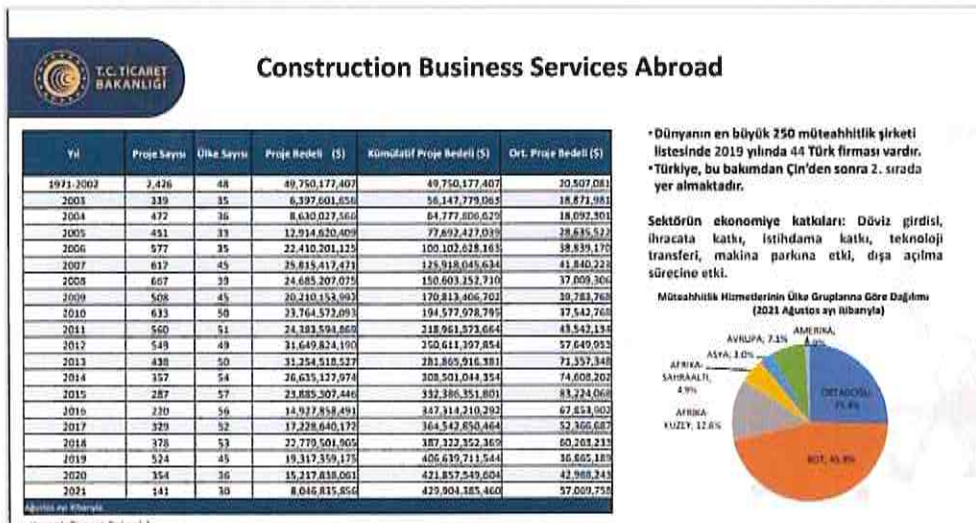 T.C. TİCARET
BAKANLIĞI
Construction Business Services Abroad
Yıl Proje Sayısı Ülke Sayısı Proje Bedeli ($) Kümülatif Proje Bedeli ($) Ort. Proje Bedeli ($)
1971-2002 2,426 48 49,750,177,407 49,750,177,407 20,507,081
2003 339 35 6,397,601,656 56,147,779,063 18,871,981
2004 477 36 8,630,027,566 64,777,806,629 18,092,301
2005 451 33 12,914,620,409 77,692,427,039 28,635,522
2006 577 35 22,410,201,125 100,102,628,163 38,839,170
2007 617 45 25,815,417,471 125,918,045,634 41,840,223
2008 667 39 24,685,207,075 150,603,252,710 37,009,306
2009 508 45 20,210,153,992 170,813,406,702 39,783,768
2010 633 50 23,764,572,093 194,577,978,795 37,542,768
2011 560 51 24,383,594,869 218,961,573,664 43,542,134
2012 549 49 31,649,824,190 250,611,397,854 57,649,953
2013 438 50 31,254,518,527 281,865,916,381 71,357,348
2014 357 54 26,635,127,974 308,501,044,354 74,608,202
2015 287 57 23,885,307,446 332,386,351,801 83,224,068
2016 220 56 14,927,858,491 347,314,210,292 67,853,902
2017 329 52 17,228,640,172 364,542,850,464 52,366,687
2018 378 53 22,779,501,905 387,322,352,369 60,263,233
2019 524 45 19,317,359,175 406,639,711,544 36,865,189
2020 354 36 15,217,838,061 421,857,549,604 42,988,243
2021 141 30 8,046,835,856 429,904,385,460 57,069,758
Ağustos ayı itibarıyla
• Dünyanın en büyük 250 müteahhitlik şirketi
listesinde 2019 yılında 44 Türk firması vardır.
• Türkiye, bu bakımdan Çin'den sonra 2. sırada
yer almaktadır.
Sektörün ekonomiye katkıları: Döviz girdisi,
ihracata katkı, istihdama katkı, teknoloji
transferi, makina parkına etki, dışa açılma
sürecine etki.
Müteahhitlik Hizmetlerinin Ülke Gruplarına Göre Dağılımı
(2021 Ağustos ayı itibarıyla)
AMERİKA,
AVRUPA, 7.1%
ASYA, 3.0%
AFRIKA-
SAHRAALTI,
4.9%
AFRIKA-
KUZEY, 12.6%
ORTADOĞU,
BDT,